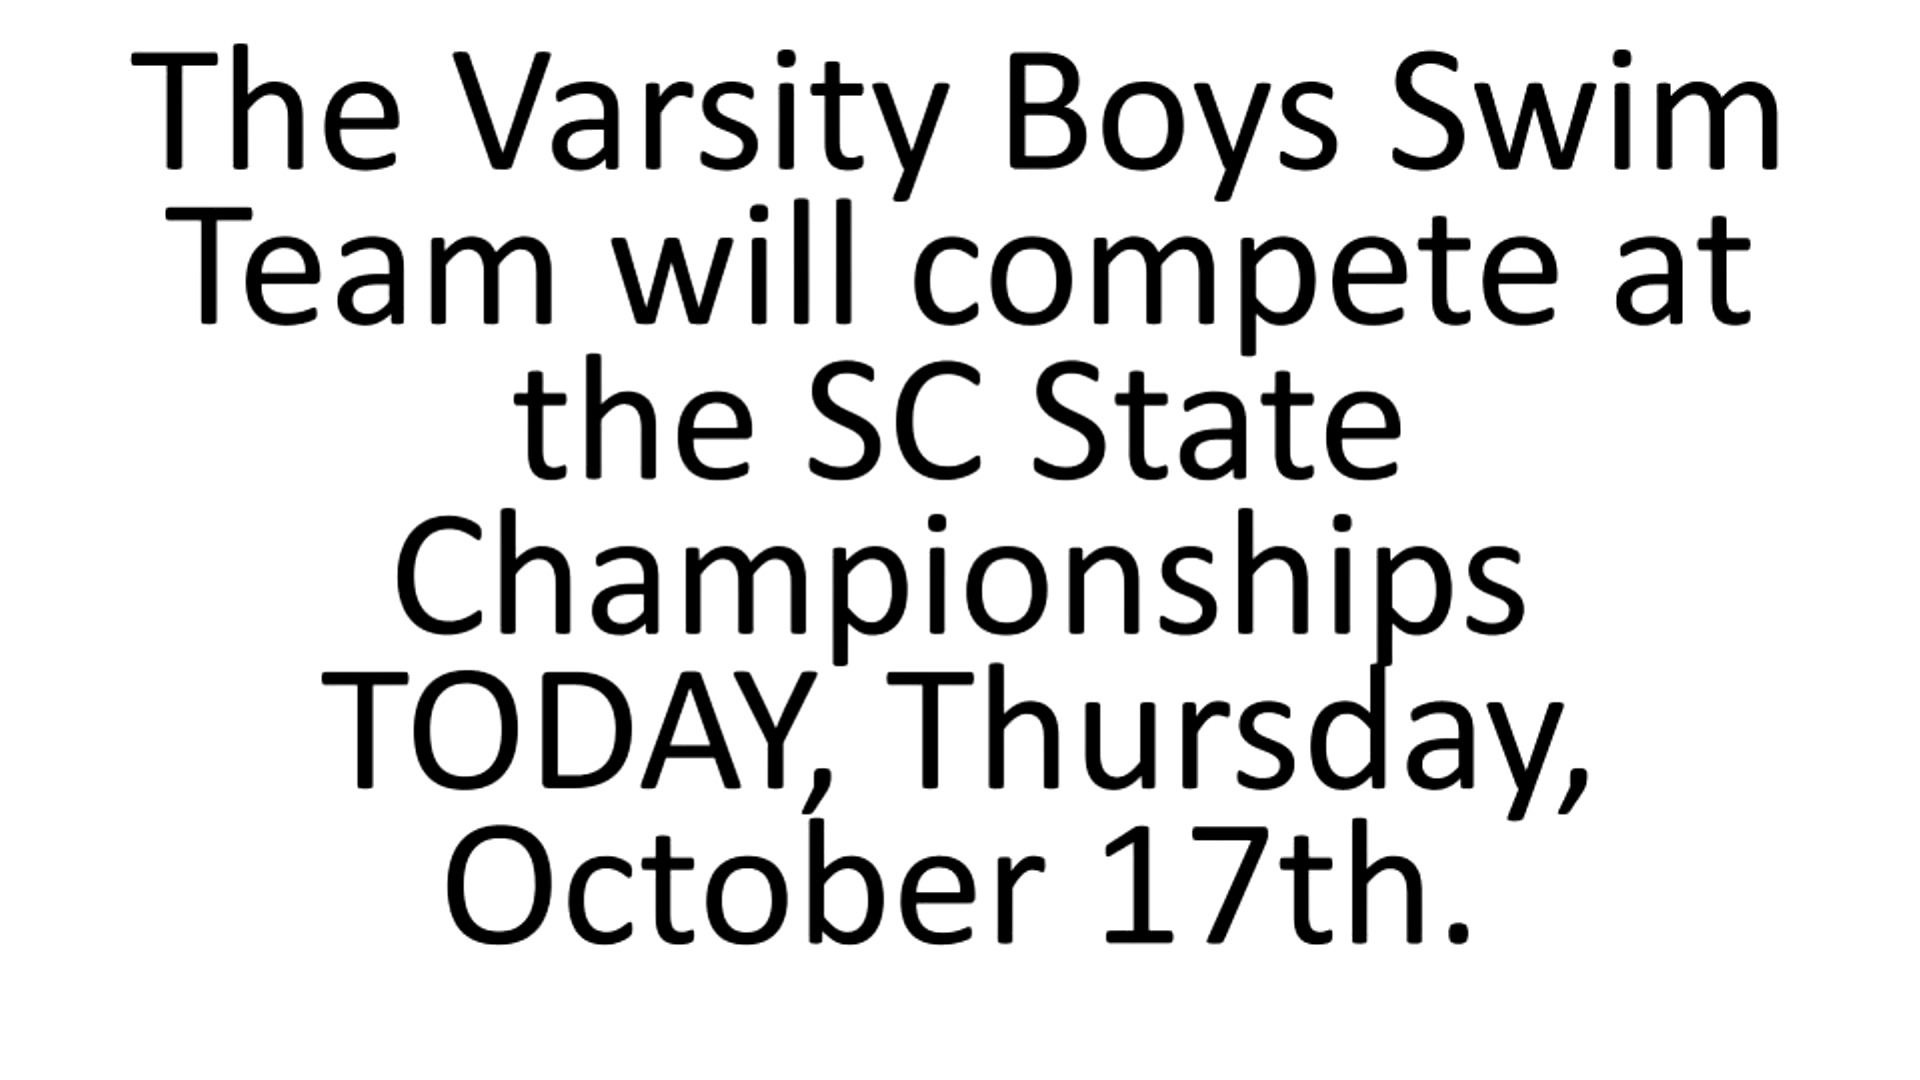 The Varsity Boys Swim
Team will compete at
the SC State
Championships
TODAY, Thursday,
October 17th.